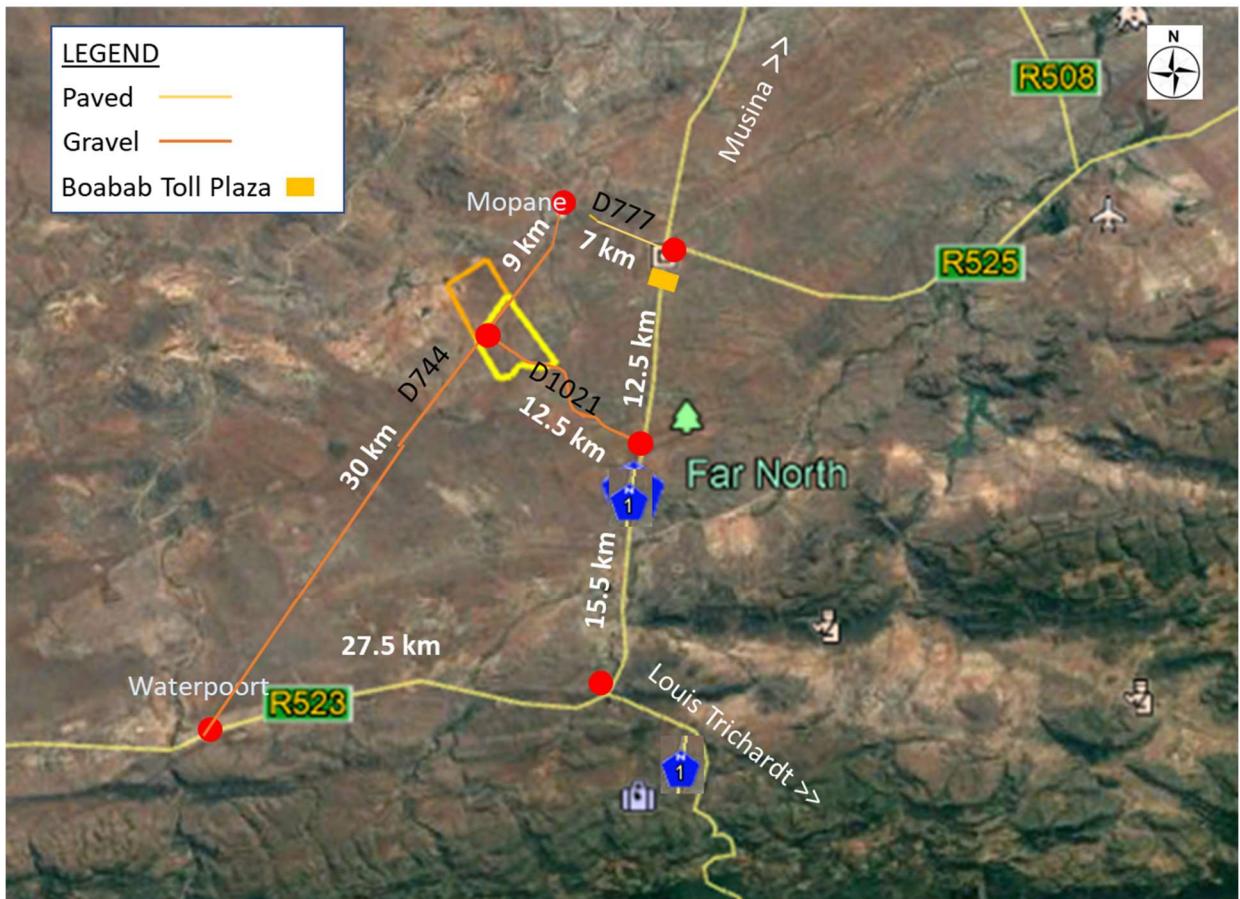 LEGEND
Paved
Gravel
Boabab Toll Plaza
N
R508
Musina >>
Mopane
D777
7 km
9 km
R525
12.5 km
D744
D1021
12.5 km
30 km
Far North
N
1
15.5 km
27.5 km
Waterpoort
R523
Louis Trichardt >>
N
1